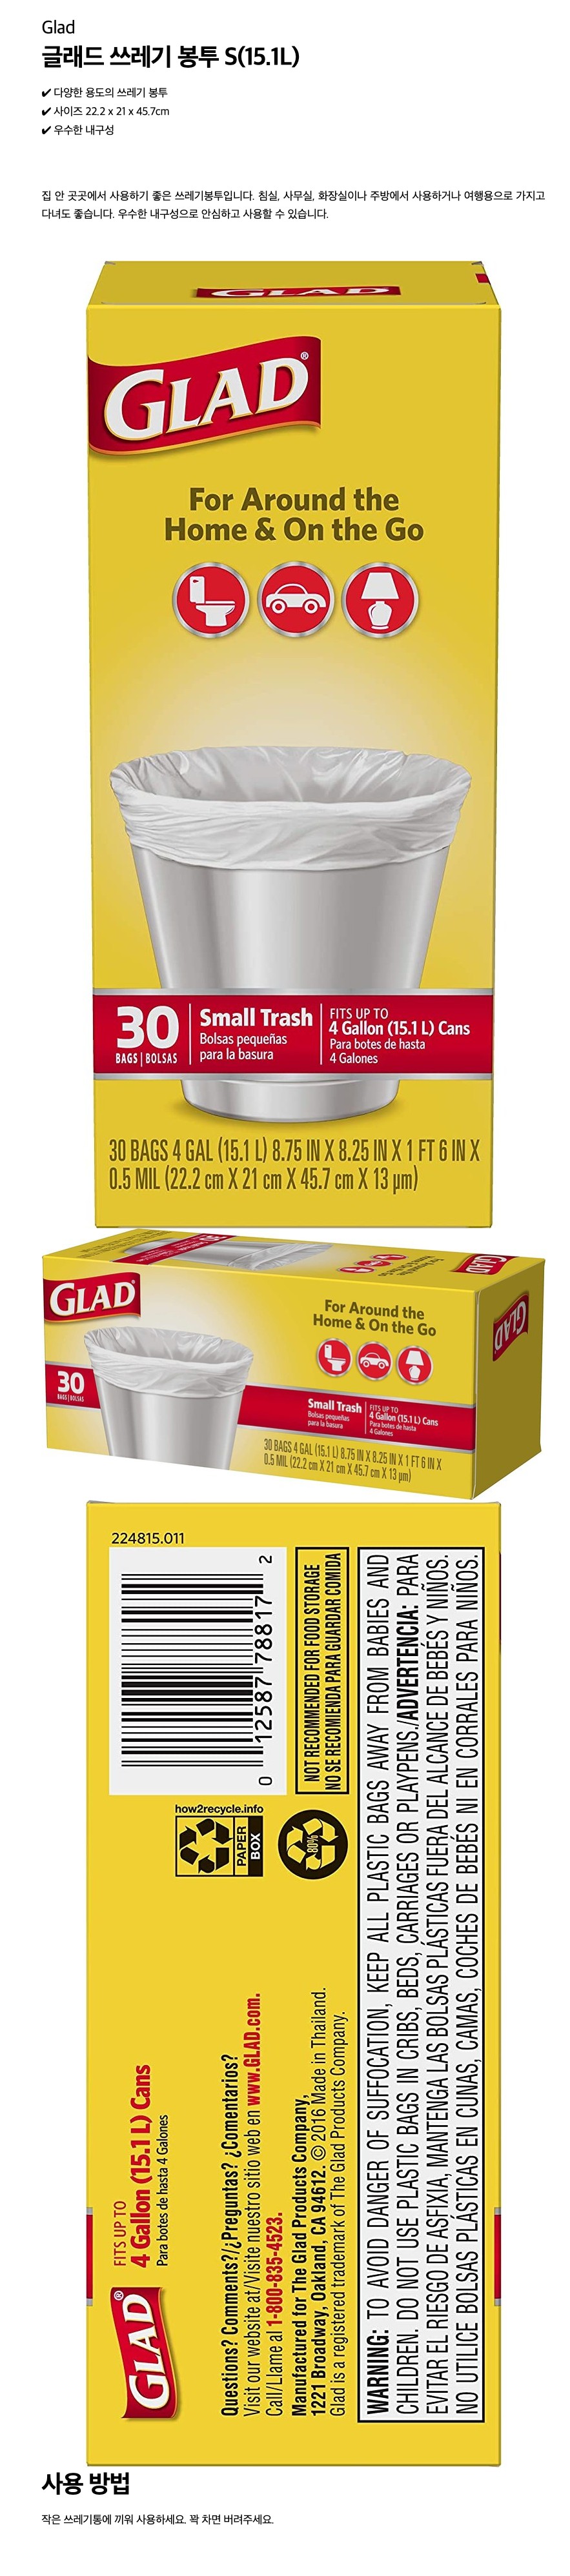 Glad
글래드 쓰레기 봉투 S(15.1L)
✔ 다양한 용도의 쓰레기 봉투
✔ 사이즈 22.2 x 21 x 45.7cm
✔ 우수한 내구성
집 안 곳곳에서 사용하기 좋은 쓰레기봉투입니다. 침실, 사무실, 화장실이나 주방에서 사용하거나 여행용으로 가지고
다녀도 좋습니다. 우수한 내구성으로 안심하고 사용할 수 있습니다.
GLAD
GLAD®
For Around the
Home & On the Go
30
BAGS | BOLSAS
Small Trash
Bolsas pequeñas
para la basura
FITS UP TO
4 Gallon (15.1 L) Cans
Para botes de hasta
4 Galones
30 BAGS 4 GAL (15.1 L) 8.75 IN X 8.25 IN X 1 FT 6 IN X
0.5 MIL (22.2 cm X 21 cm X 45.7 cm X 13 µm)
GLAD
GLAD
GLAD
For Around the
Home & On the Go
30
BAGS | BOLSAS
Small Trash
Bolsas pequeñas
para la basura
FITS UP TO
4 Gallon (15.1 L) Cans
Para botes de hasta
4 Galones
30 BAGS 4 GAL (15.1 L) 8.75 IN X 8.25 IN X 1 FT 6 IN X
0.5 MIL (22.2 cm X 21 cm X 45.7 cm X 13 µm)
224815.011
0 12587 78817 2
NOT RECOMMENDED FOR FOOD STORAGE
NO SE RECOMIENDA PARA GUARDAR COMIDA
how2recycle.info
PAPER
BOX
80%
GLAD®
FITS UP TO
4 Gallon (15.1 L) Cans
Para botes de hasta 4 Galones
Questions? Comments?/¿Preguntas? ¿Comentarios?
Visit our website at/Visite nuestro sitio web en www.GLAD.com.
Call/Llame al 1-800-835-4523.
Manufactured for The Glad Products Company,
1221 Broadway, Oakland, CA 94612. © 2016 Made in Thailand.
Glad is a registered trademark of The Glad Products Company.
WARNING: TO AVOID DANGER OF SUFFOCATION, KEEP ALL PLASTIC BAGS AWAY FROM BABIES AND
CHILDREN. DO NOT USE PLASTIC BAGS IN CRIBS, BEDS, CARRIAGES OR PLAYPENS./ADVERTENCIA: PARA
EVITAR EL RIESGO DE ASFIXIA, MANTENGA LAS BOLSAS PLÁSTICAS FUERA DEL ALCANCE DE BEBÉS Y NIÑOS.
NO UTILICE BOLSAS PLÁSTICAS EN CUNAS, CAMAS, COCHES DE BEBÉS NI EN CORRALES PARA NIÑOS.
사용 방법
작은 쓰레기통에 끼워 사용하세요. 꽉 차면 버려주세요.